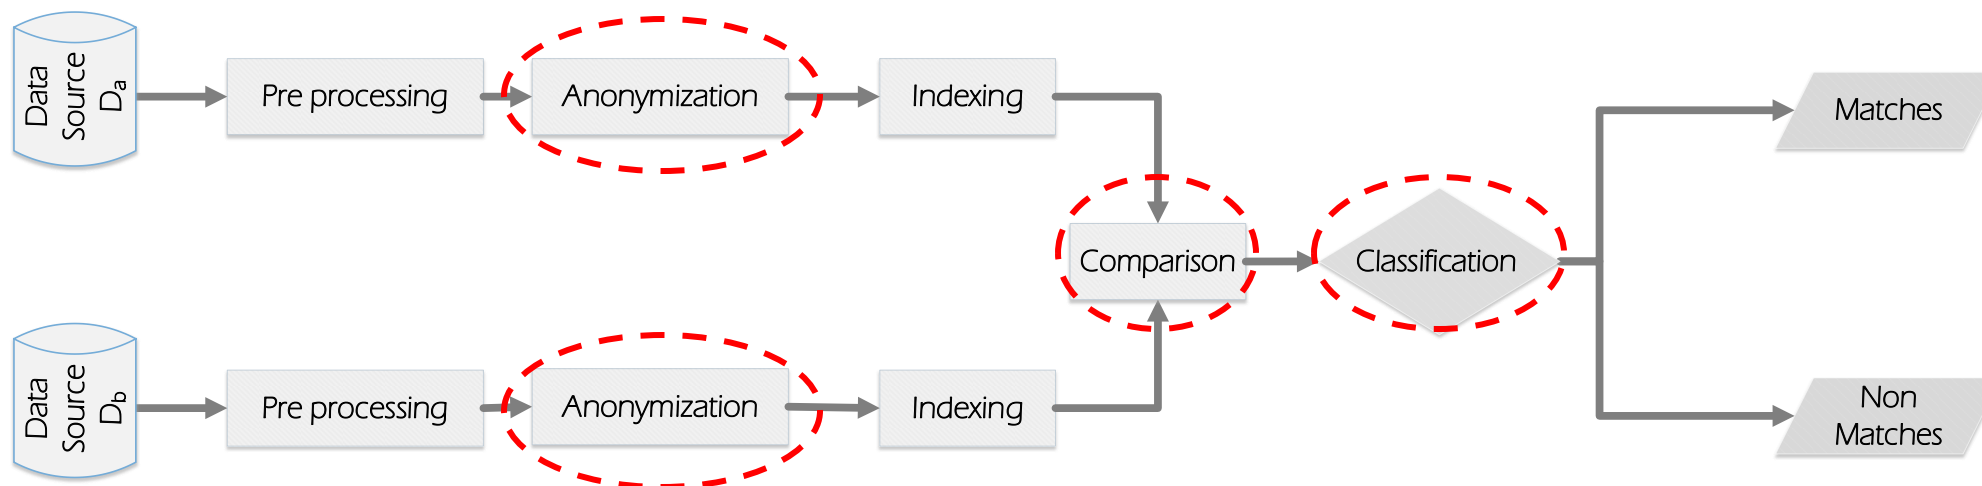 Data
Source
Da
Pre processing
Anonymization
Indexing
Comparison
Classification
Matches
Data
Source
Db
Pre processing
Anonymization
Indexing
Non
Matches